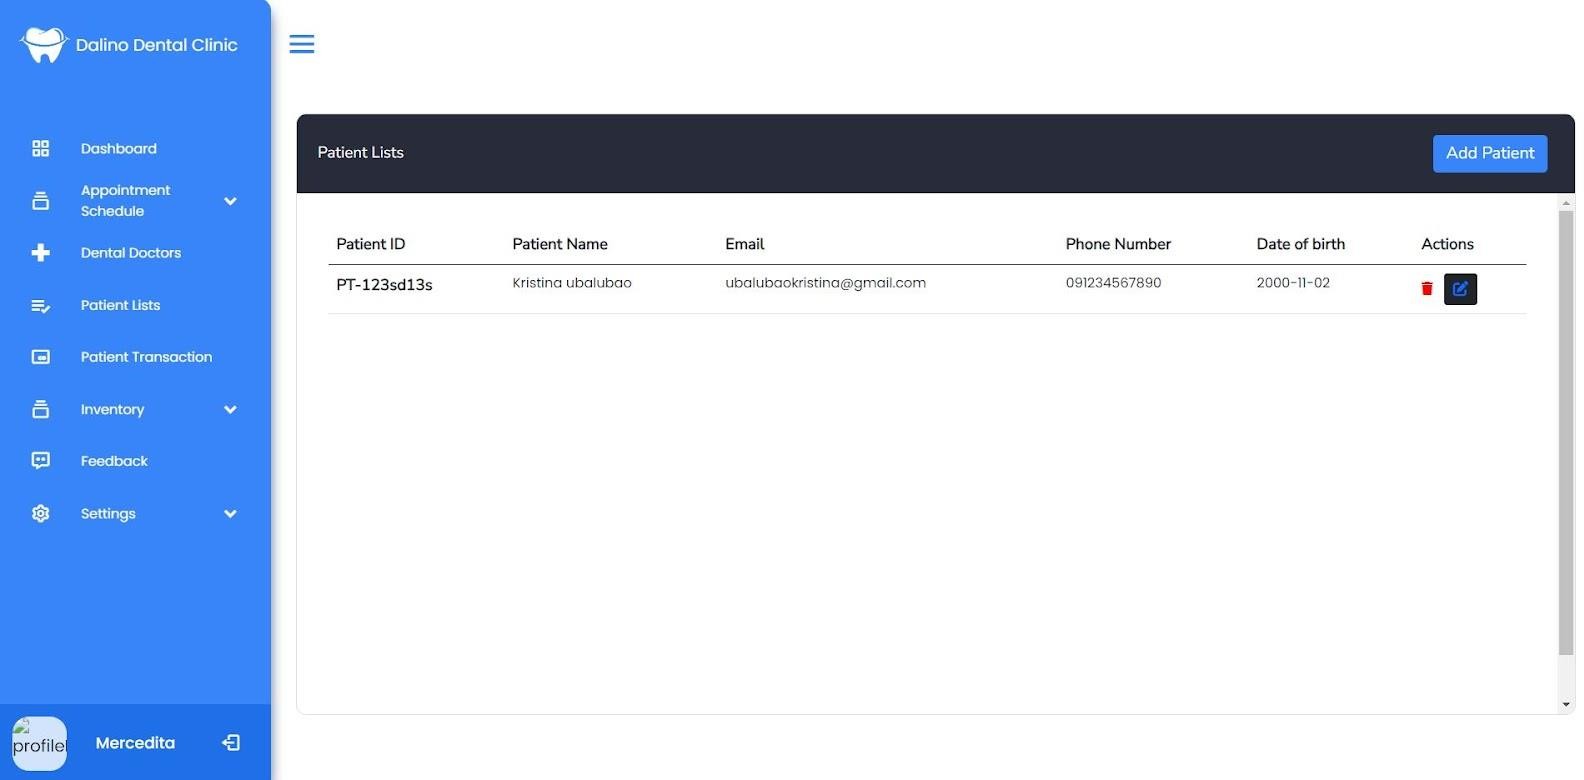 Dalino Dental Clinic
Dashboard
Appointment
Schedule
Dental Doctors
Patient Lists
Patient Transaction
Inventory
Feedback
Settings
profile
Mercedita
Patient Lists
Add Patient
Patient ID Patient Name Email Phone Number Date of birth Actions
PT-123sd13s Kristina ubalubao ubalubaokristina@gmail.com 091234567890 2000-11-02